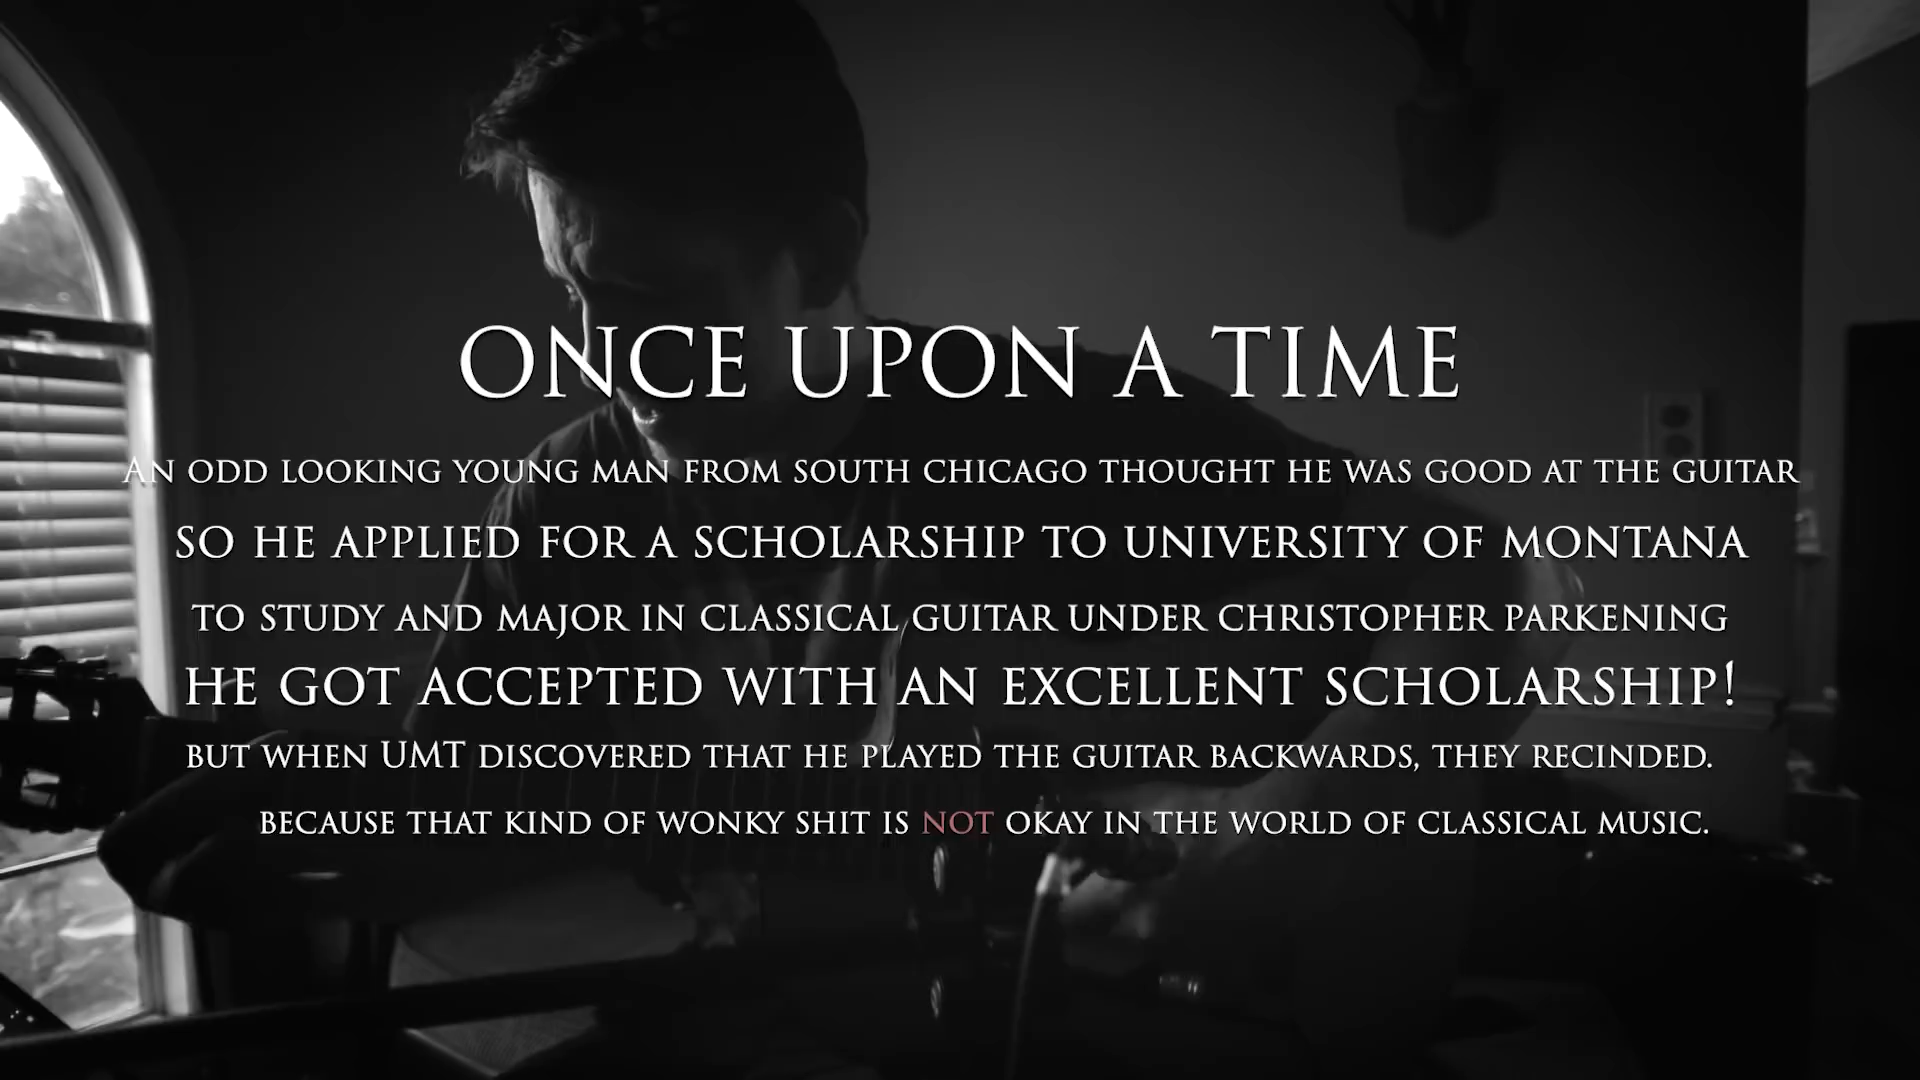 ONCE UPON A TIME
AN ODD LOOKING YOUNG MAN FROM SOUTH CHICAGO THOUGHT HE WAS GOOD AT THE GUITAR
SO HE APPLIED FOR A SCHOLARSHIP TO UNIVERSITY OF MONTANA
TO STUDY AND MAJOR IN CLASSICAL GUITAR UNDER CHRISTOPHER PARKENING
HE GOT ACCEPTED WITH AN EXCELLENT SCHOLARSHIP!
BUT WHEN UMT DISCOVERED THAT HE PLAYED THE GUITAR BACKWARDS, THEY RECINDED.
BECAUSE THAT KIND OF WONKY SHIT IS NOT OKAY IN THE WORLD OF CLASSICAL MUSIC.